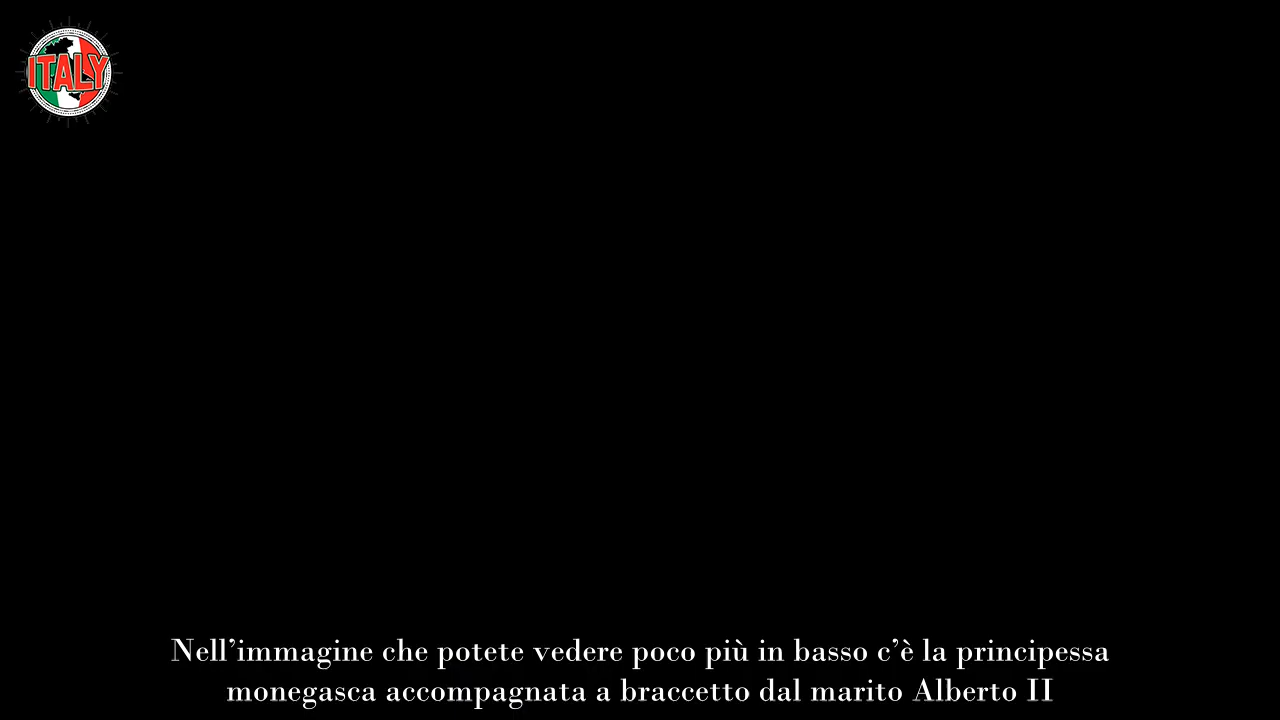 ITALY
Nell’immagine che potete vedere poco più in basso c’è la principessa
monegasca accompagnata a braccetto dal marito Alberto II